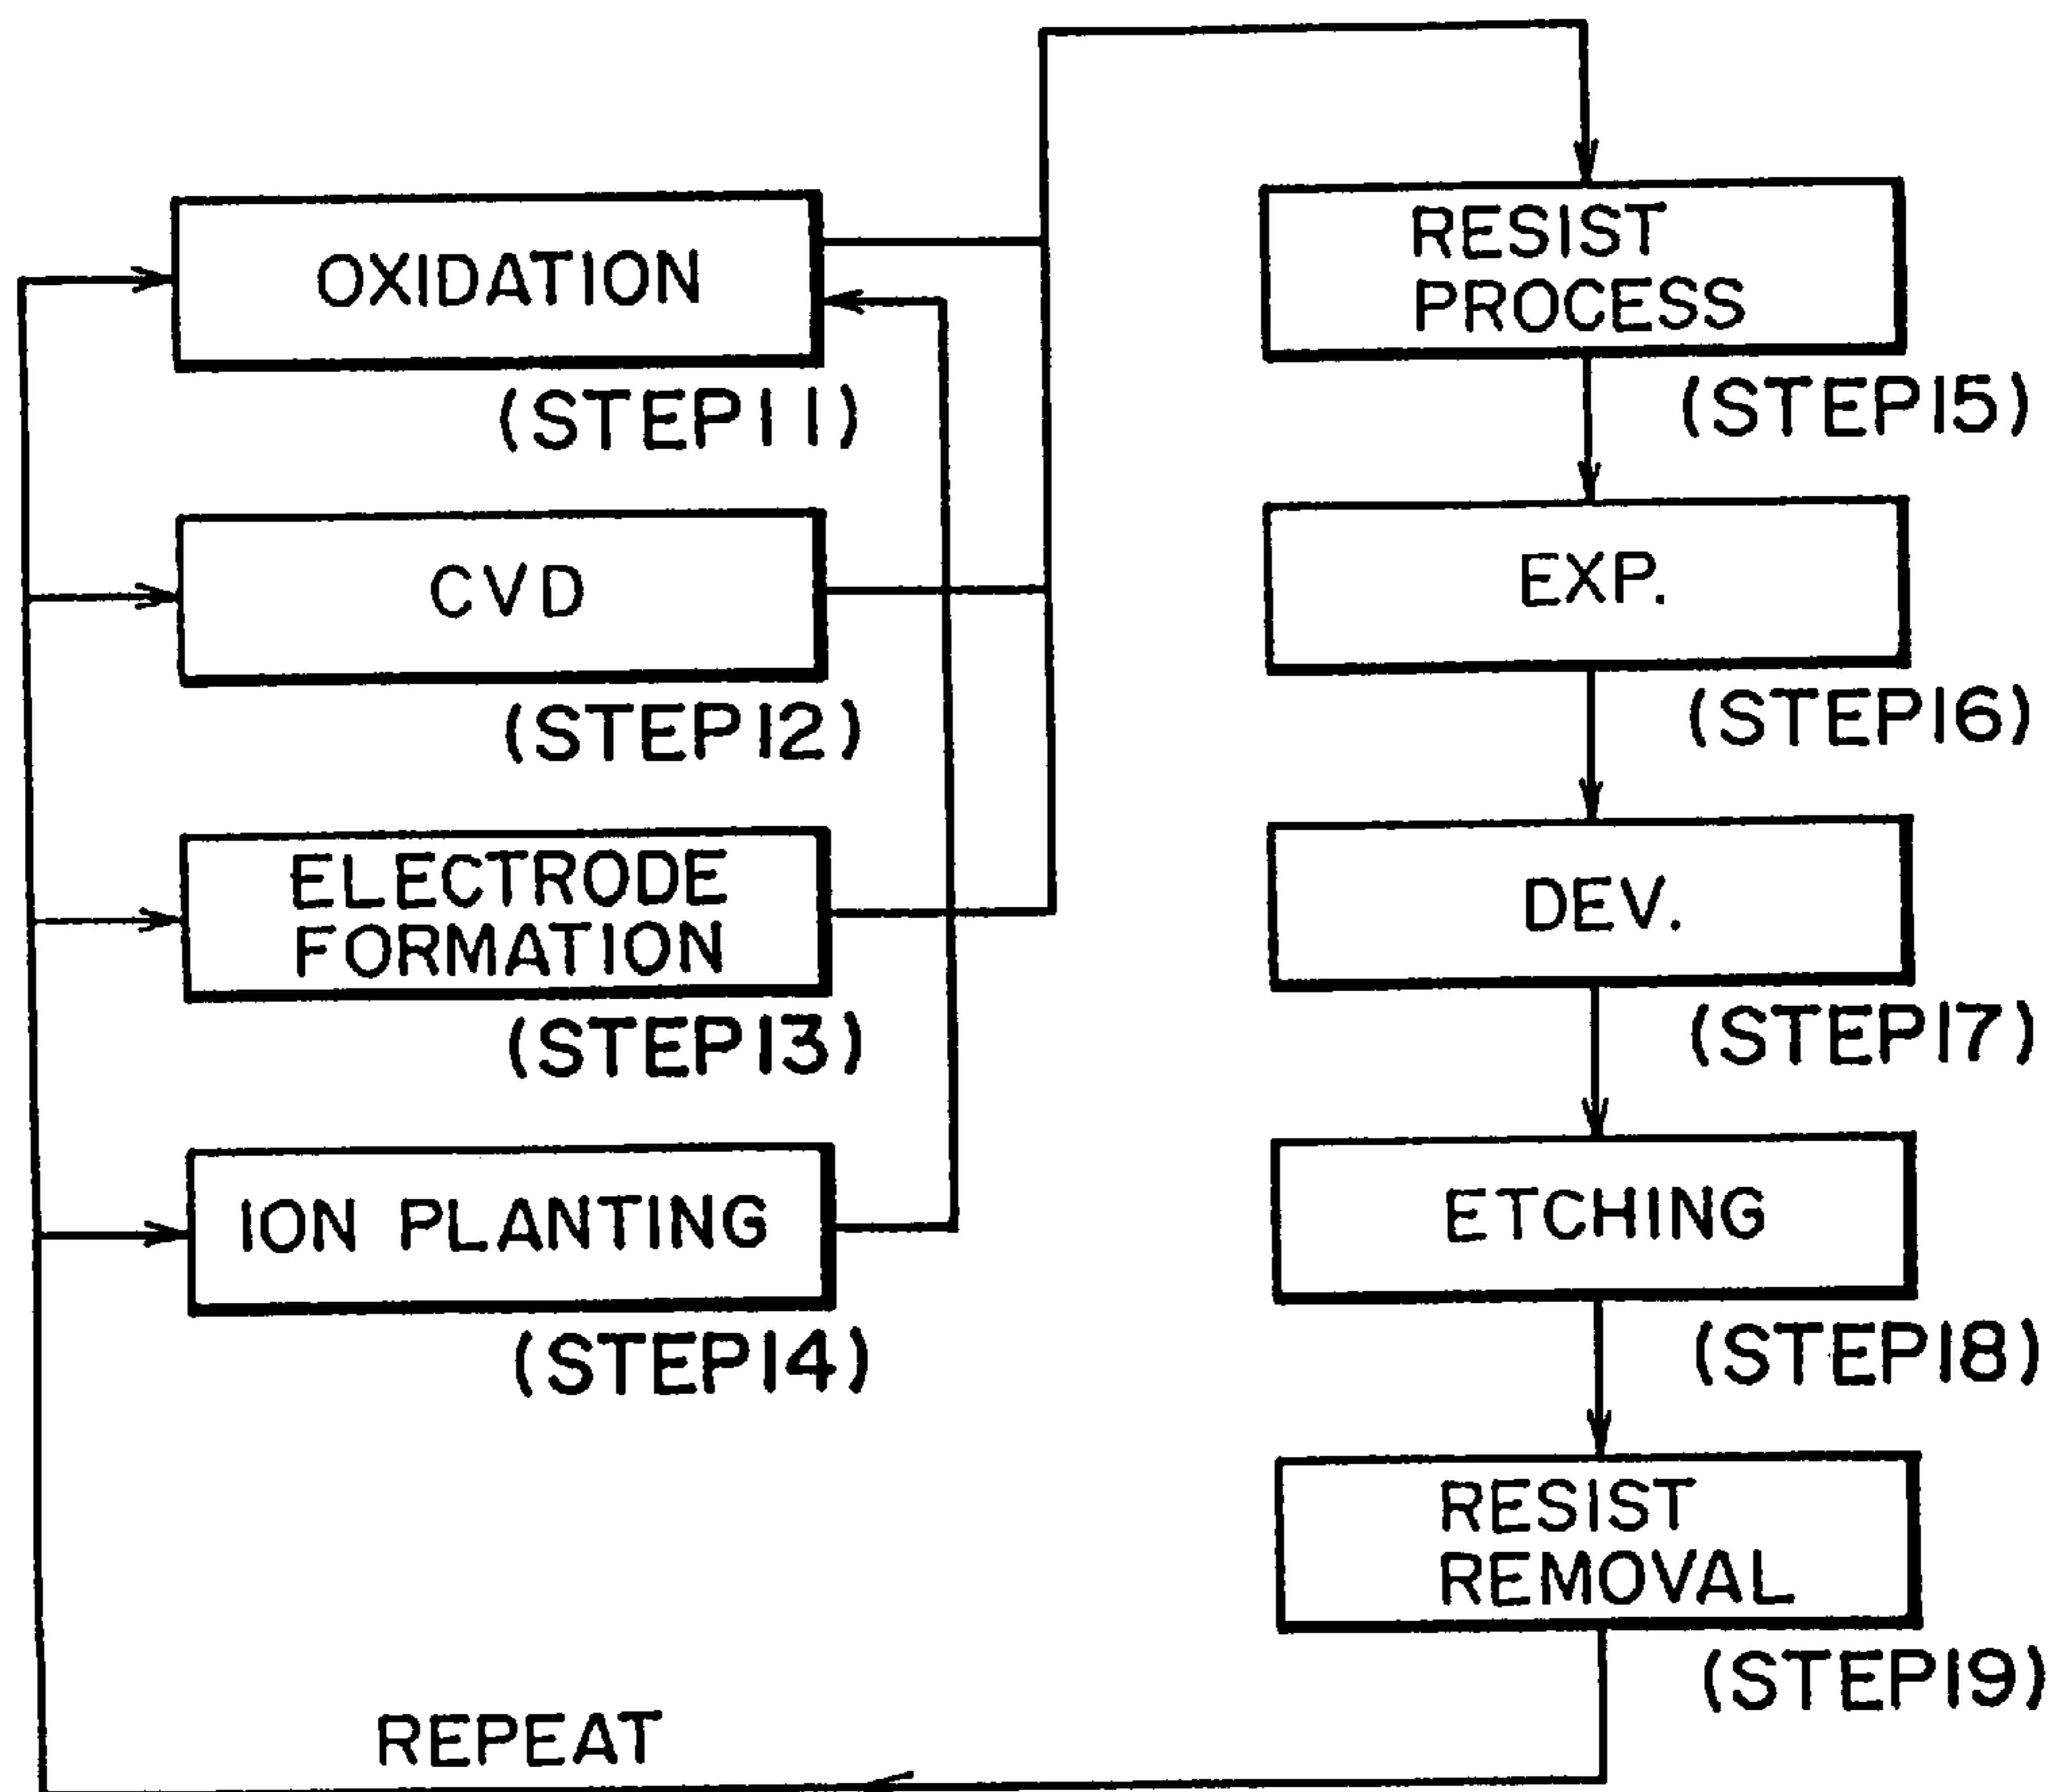 OXIDATION
(STEP11)
CVD
(STEP12)
ELECTRODE
FORMATION
(STEP13)
ION PLANTING
(STEP14)
RESIST
PROCESS
(STEP15)
EXP.
(STEP16)
DEV.
(STEP17)
ETCHING
(STEP18)
RESIST
REMOVAL
(STEP19)
REPEAT